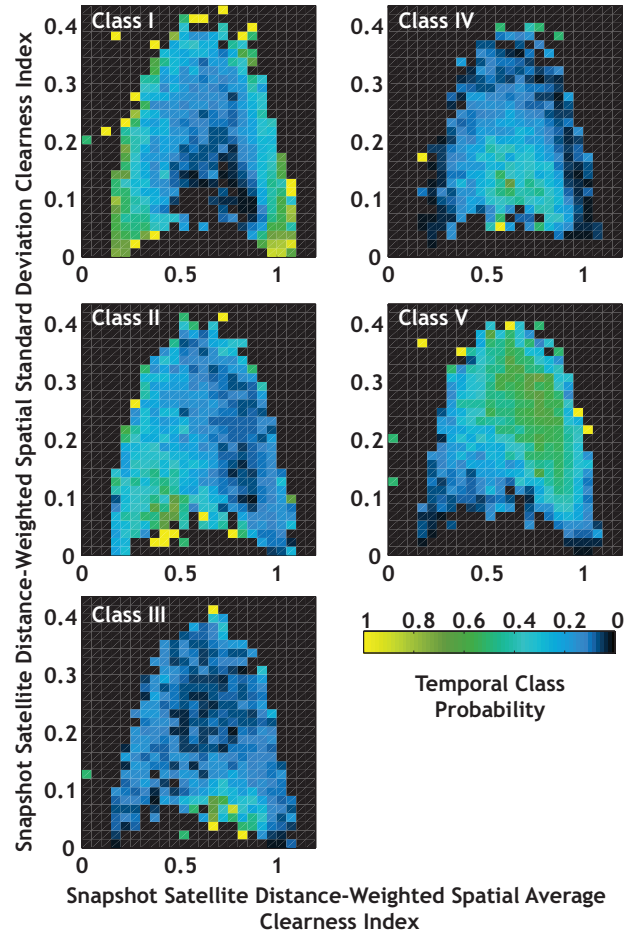 Snapshot Satellite Distance-Weighted Spatial Standard Deviation Clearness Index
Class I
0.4
0.3
0.2
0.1
0
0 0.5 1
Class IV
0.4
0.3
0.2
0.1
0
0 0.5 1
Class II
0.4
0.3
0.2
0.1
0
0 0.5 1
Class V
0.4
0.3
0.2
0.1
0
0 0.5 1
Class III
0.4
0.3
0.2
0.1
0
0 0.5 1
1 0.8 0.6 0.4 0.2 0
Temporal Class
Probability
Snapshot Satellite Distance-Weighted Spatial Average
Clearness Index